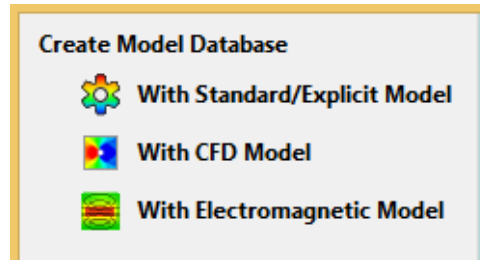 Create Model Database
With Standard/Explicit Model
With CFD Model
With Electromagnetic Model